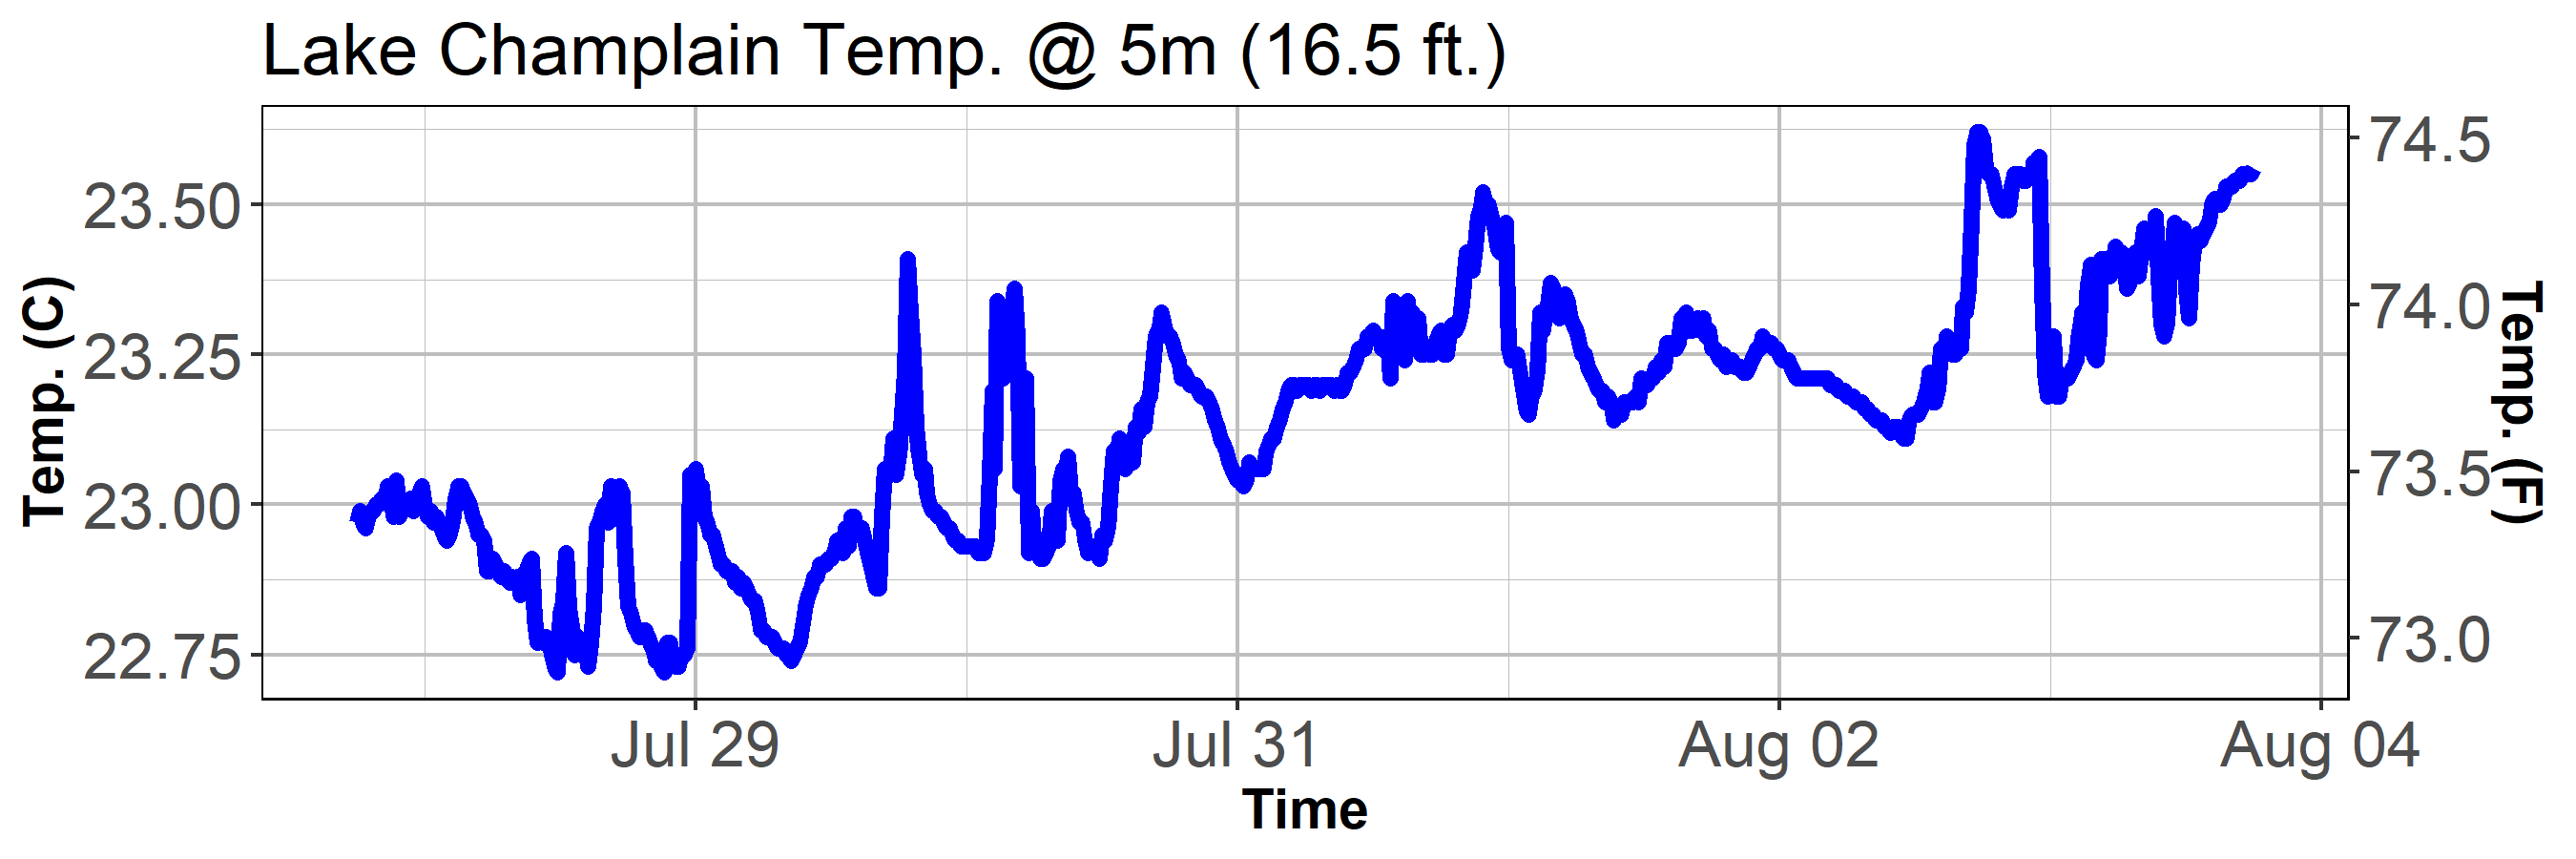 Lake Champlain Temp. @ 5m (16.5 ft.)
Temp. (C)
23.50
23.25
23.00
22.75
74.5
74.0
73.5
73.0
Temp. (F)
Jul 29
Jul 31
Aug 02
Aug 04
Time